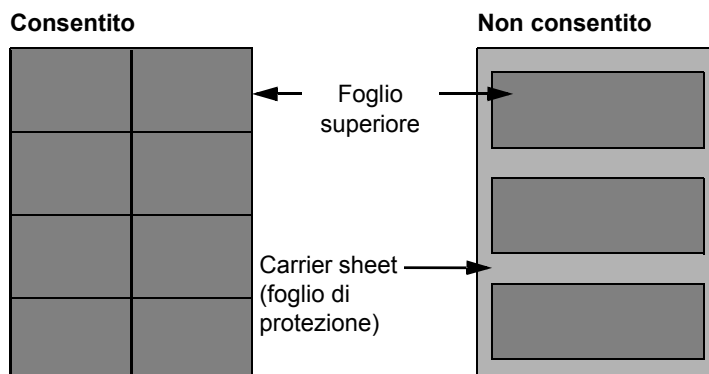 Consentito
Non consentito
Foglio
superiore
Carrier sheet
(foglio di
protezione)